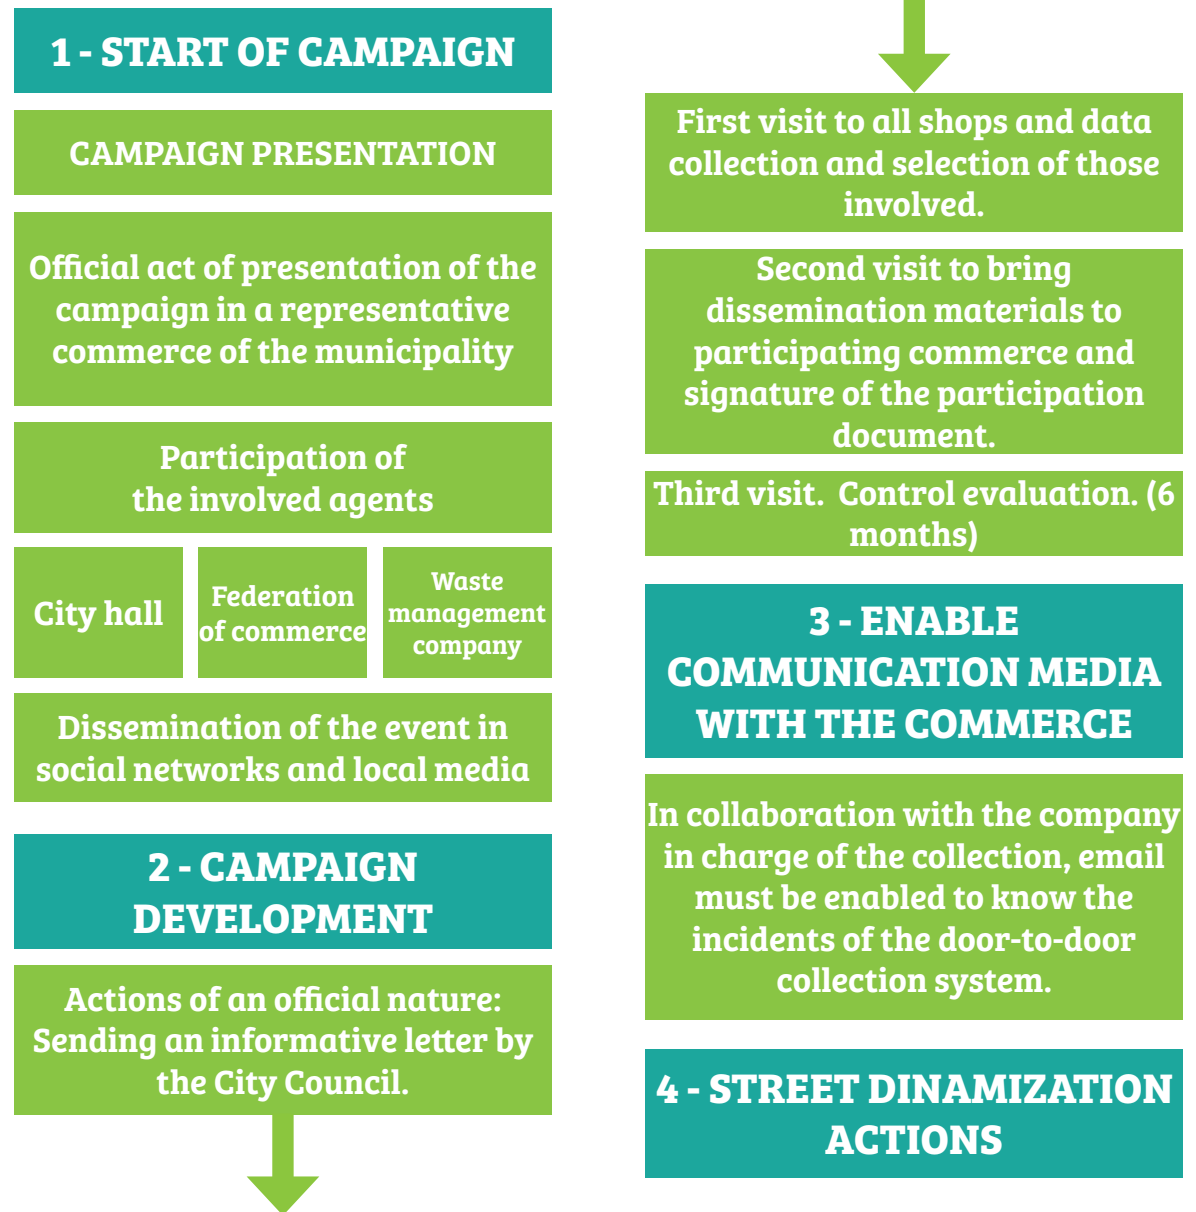 1 - START OF CAMPAIGN
CAMPAIGN PRESENTATION
Official act of presentation of the
campaign in a representative
commerce of the municipality
Participation of
the involved agents
City hall
Federation
of commerce
Waste
management
company
Dissemination of the event in
social networks and local media
2 - CAMPAIGN
DEVELOPMENT
Actions of an official nature:
Sending an informative letter by
the City Council.
First visit to all shops and data
collection and selection of those
involved.
Second visit to bring
dissemination materials to
participating commerce and
signature of the participation
document.
Third visit.  Control evaluation. (6
months)
3 - ENABLE
COMMUNICATION MEDIA
WITH THE COMMERCE
In collaboration with the company
in charge of the collection, email
must be enabled to know the
incidents of the door-to-door
collection system.
4 - STREET DINAMIZATION
ACTIONS